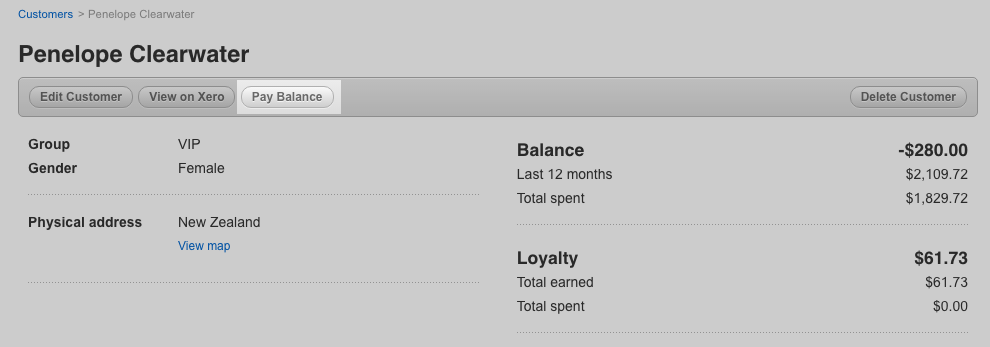 Customers > Penelope Clearwater
Penelope Clearwater
Edit Customer View on Xero Pay Balance Delete Customer
Group VIP
Gender Female
Physical address New Zealand
View map
Balance -$280.00
Last 12 months $2,109.72
Total spent $1,829.72
Loyalty $61.73
Total earned $61.73
Total spent $0.00